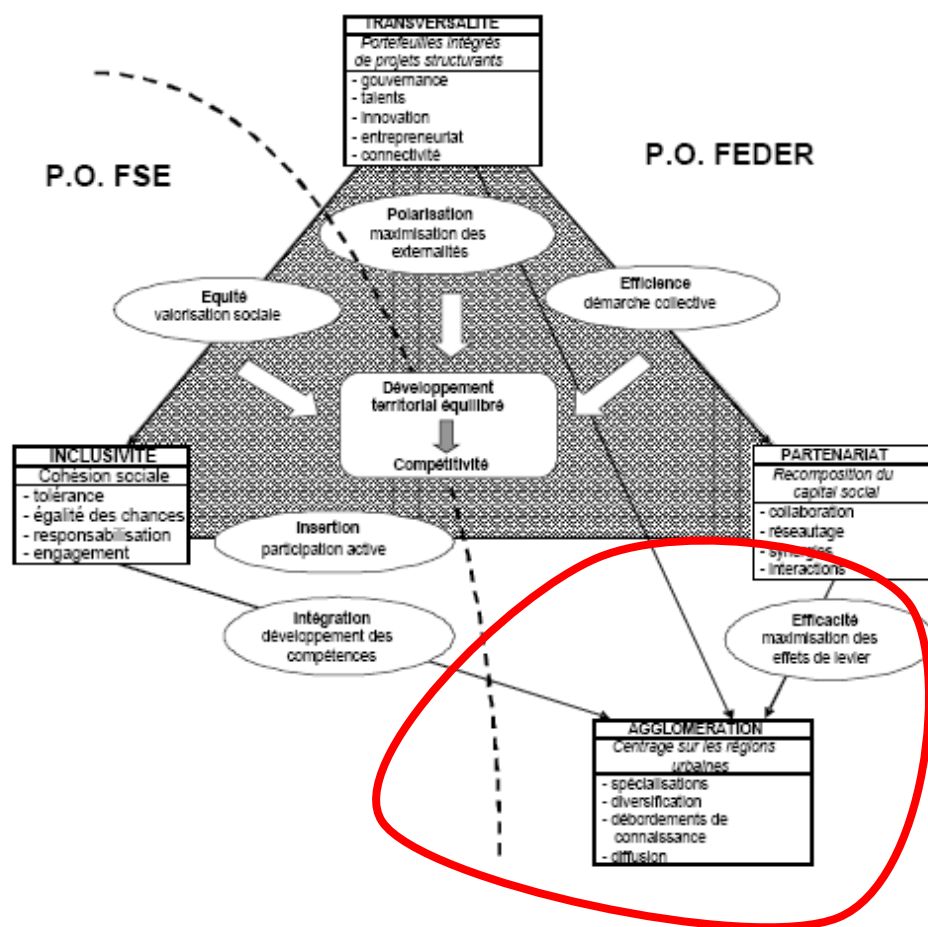 TRANSVERSALITE
Portefeuilles intégrés
de projets structurants
- gouvernance
- talents
- innovation
- entrepreneuriat
- connectivité
P.O. FSE
P.O. FEDER
Polarisation
maximisation des
externalités
Equité
valorisation sociale
Efficience
démarche collective
Développement
territorial équilibré
Compétitivité
INCLUSIVITE
Cohésion sociale
- tolérance
- égalité des chances
- responsabilisation
- engagement
PARTENARIAT
Recomposition du
capital social
- collaboration
- réseautage
- synergies
- interactions
Insertion
participation active
Intégration
développement des
compétences
Efficacité
maximisation des
effets de levier
AGGLOMERATION
Centrage sur les régions
urbaines
- spécialisations
- diversification
- débordements de
connaissance
- diffusion